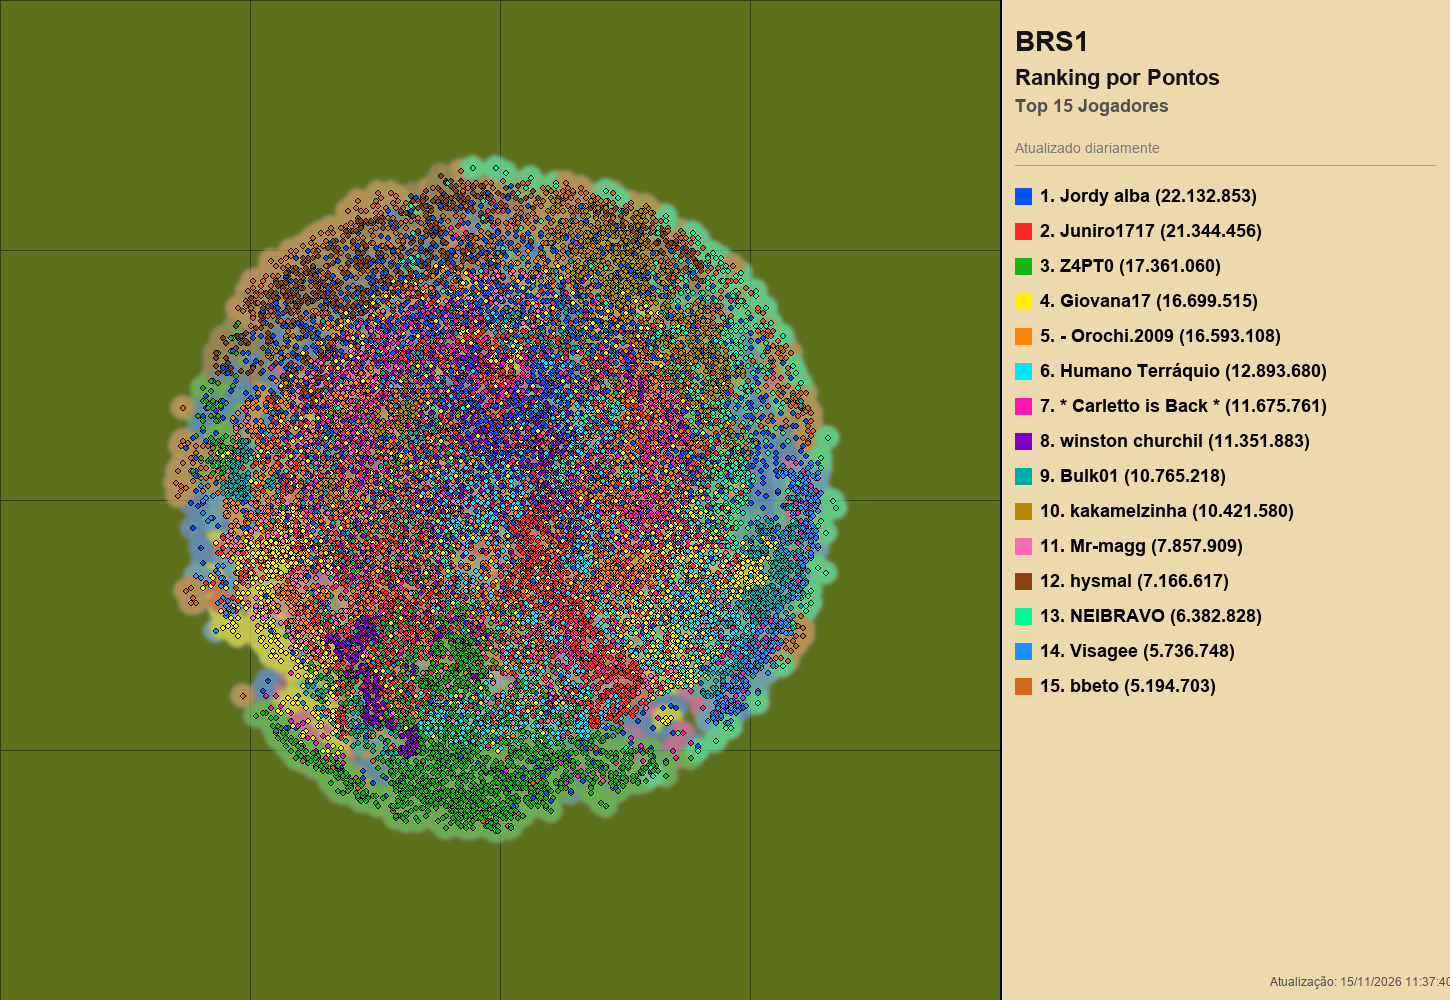 BRS1
Ranking por Pontos
Top 15 Jogadores
Atualizado diariamente
1. Jordy alba (22.132.853)
2. Juniro1717 (21.344.456)
3. Z4PT0 (17.361.060)
4. Giovana17 (16.699.515)
5. - Orochi.2009 (16.593.108)
6. Humano Terráquio (12.893.680)
7. * Carletto is Back * (11.675.761)
8. winston churchil (11.351.883)
9. Bulk01 (10.765.218)
10. kakamelzinha (10.421.580)
11. Mr-magg (7.857.909)
12. hysmal (7.166.617)
13. NEIBRAVO (6.382.828)
14. Visagee (5.736.748)
15. bbeto (5.194.703)
Atualização: 15/11/2026 11:37:40